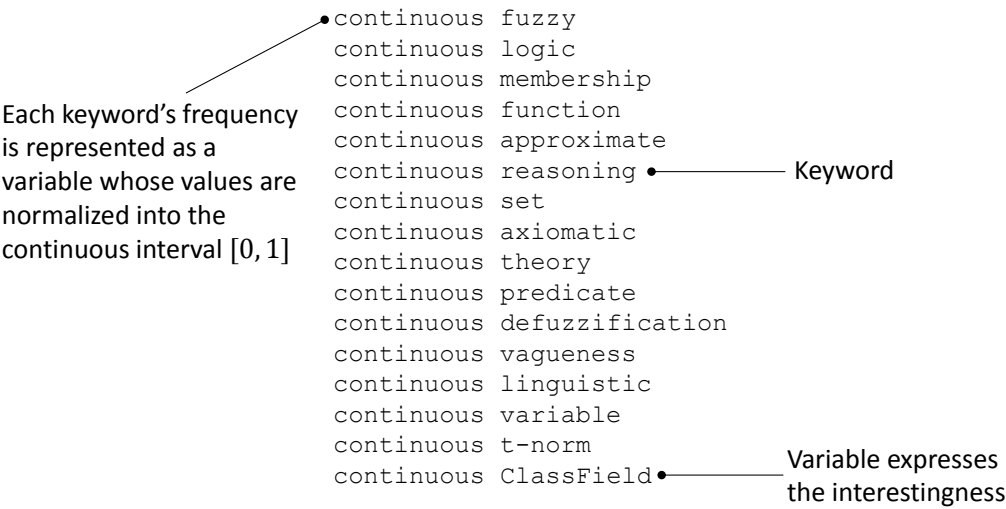 continuous fuzzy
continuous logic
continuous membership
continuous function
continuous approximate
continuous reasoning
continuous set
continuous axiomatic
continuous theory
continuous predicate
continuous defuzzification
continuous vagueness
continuous linguistic
continuous variable
continuous t-norm
continuous ClassField
Each keyword's frequency
is represented as a
variable whose values are
normalized into the
continuous interval [0, 1]
Keyword
Variable expresses
the interestingness